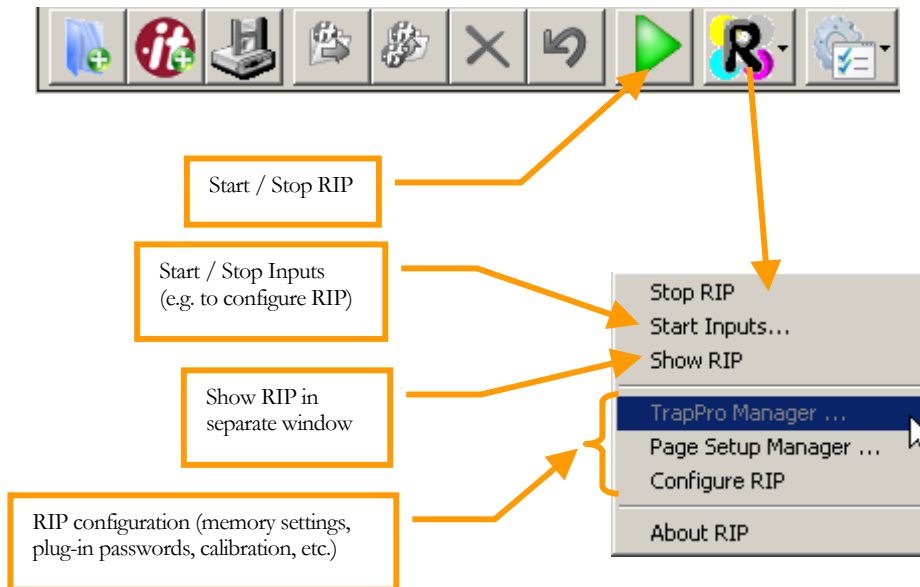 ·it
R
Start / Stop RIP
Start / Stop Inputs
(e.g. to configure RIP)
Show RIP in
separate window
RIP configuration (memory settings,
plug-in passwords, calibration, etc.)
Stop RIP
Start Inputs...
Show RIP
TrapPro Manager ...
Page Setup Manager ...
Configure RIP
About RIP